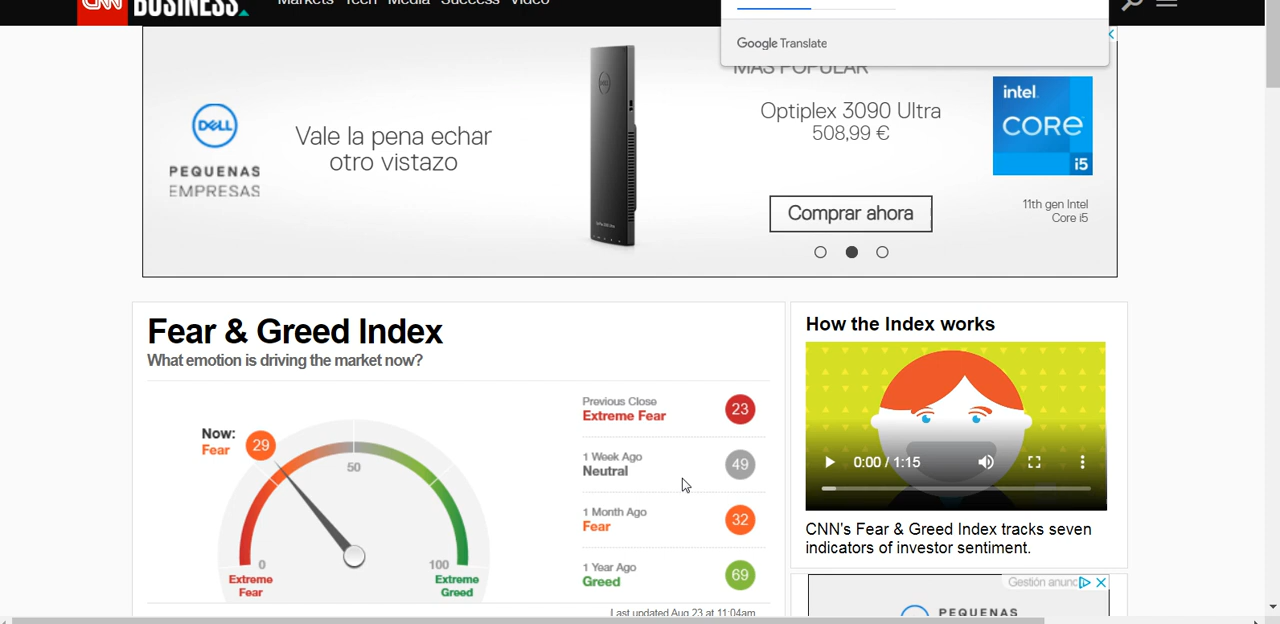 CNN BUSINESS
Markets Tech Media Success Video
Google Translate
MÁS POPULAR
DELL
PEQUENAS
EMPRESAS
Vale la pena echar
otro vistazo
Optiplex 3090 Ultra
508,99 €
Comprar ahora
intel
CORE
i5
11th gen Intel
Core i5
Fear & Greed Index
What emotion is driving the market now?
Now:
Fear
29
50
0
100
Extreme
Fear
Extreme
Greed
Previous Close
Extreme Fear
23
1 Week Ago
Neutral
49
1 Month Ago
Fear
32
1 Year Ago
Greed
69
Last updated Aug 23 at 11:04am
How the Index works
0:00 / 1:15
CNN's Fear & Greed Index tracks seven
indicators of investor sentiment.
Gestión anunc
PEQUENAS